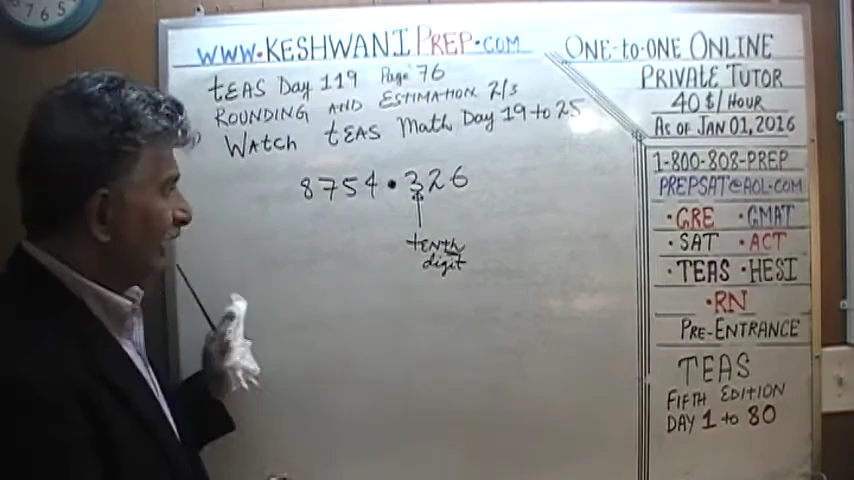 7 6 5
WWW.KESHWANIPREP.COM
tEAS Day 119 Page 76
ROUNDING AND ESTIMATION 2/3
WAtcH tEAS Math Day 19 to 25
8754.326
tENth
digit
ONE-to-ONE ONLINE
PRIVATE TUTOR
40$/HOUR
AS OF JAN 01, 2016
1-800-808-PREP
PREPSAT@AOL.COM
•GRE •GMAT
•SAT •ACT
•TEAS •HESI
•RN
PRE-ENTRANCE
TEAS
FIFTH EDITION
DAY 1 to 80